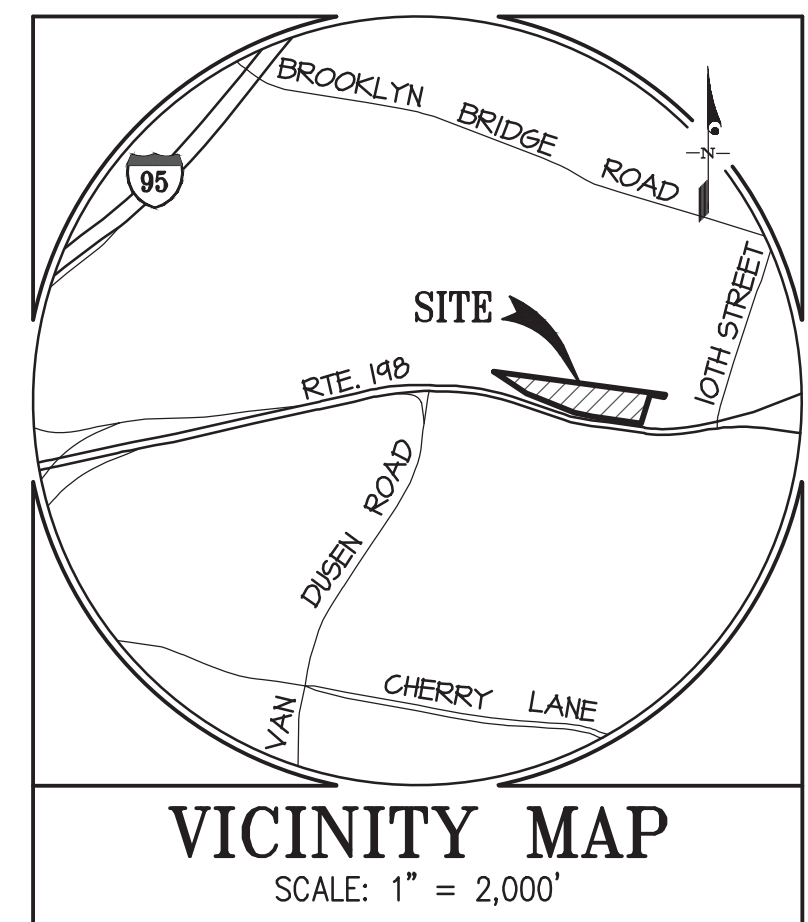 BROOKLYN BRIDGE ROAD
N
95
10TH STREET
SITE
RTE. 198
VAN DUSEN ROAD
CHERRY LANE
VICINITY MAP
SCALE: 1" = 2,000'